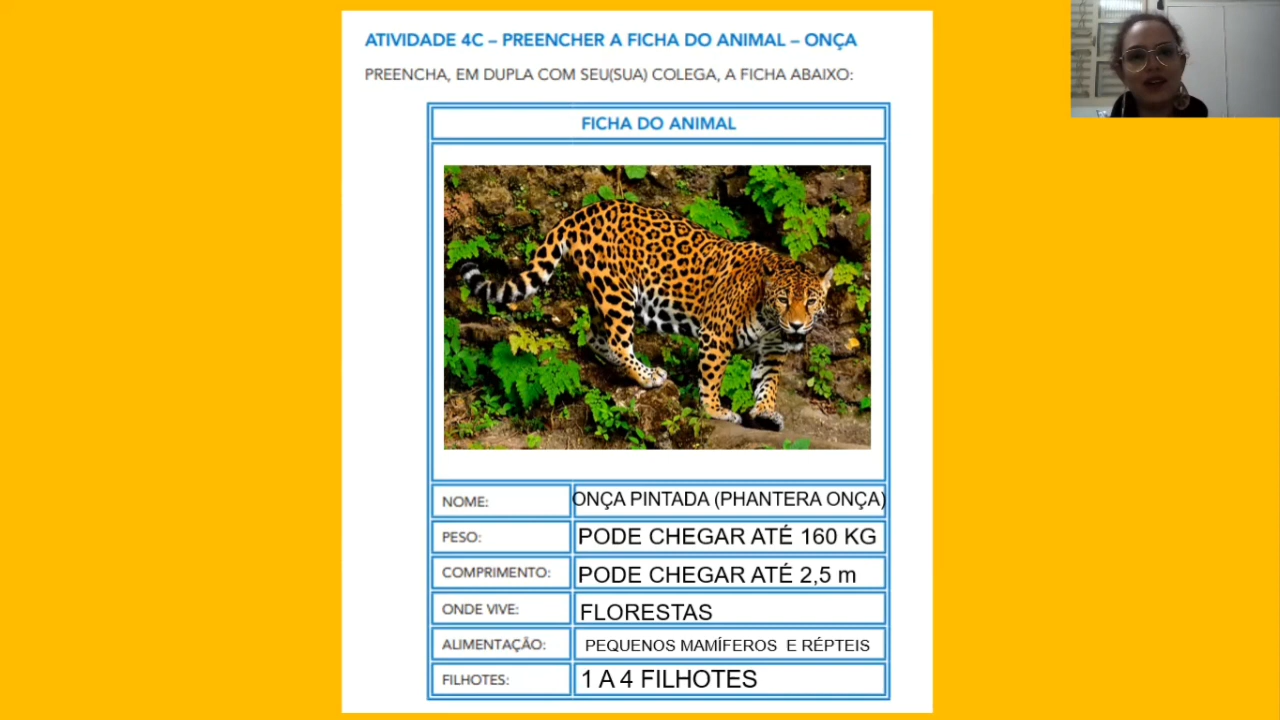 ATIVIDADE 4C – PREENCHER A FICHA DO ANIMAL – ONÇA
PREENCHA, EM DUPLA COM SEU(SUA) COLEGA, A FICHA ABAIXO:
FICHA DO ANIMAL
NOME: ONÇA PINTADA (PHANTERA ONÇA)
PESO: PODE CHEGAR ATÉ 160 KG
COMPRIMENTO: PODE CHEGAR ATÉ 2,5 m
ONDE VIVE: FLORESTAS
ALIMENTAÇÃO: PEQUENOS MAMÍFEROS E RÉPTEIS
FILHOTES: 1 A 4 FILHOTES